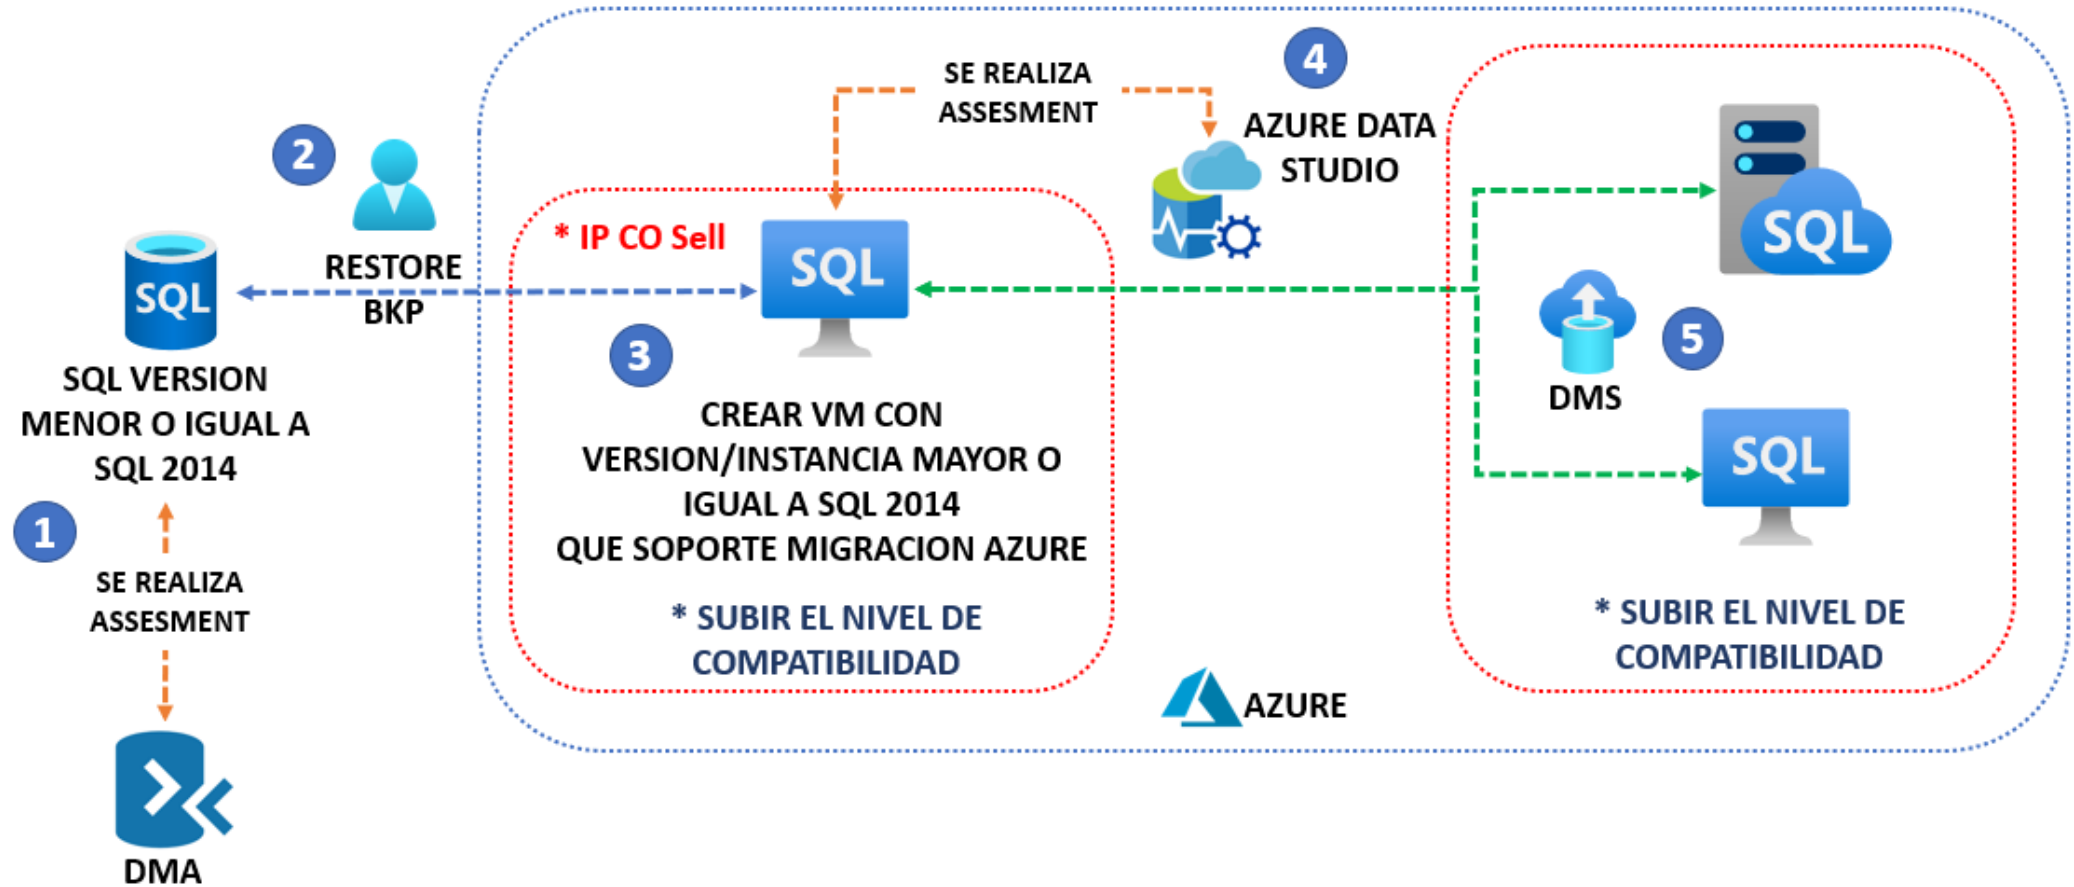 1
SE REALIZA
ASSESMENT
DMA
SQL
SQL VERSION
MENOR O IGUAL A
SQL 2014
2
RESTORE
BKP
* IP CO Sell
SQL
3
CREAR VM CON
VERSION/INSTANCIA MAYOR O
IGUAL A SQL 2014
QUE SOPORTE MIGRACION AZURE
* SUBIR EL NIVEL DE
COMPATIBILIDAD
SE REALIZA
ASSESMENT
4
AZURE DATA
STUDIO
AZURE
SQL
DMS
5
SQL
* SUBIR EL NIVEL DE
COMPATIBILIDAD